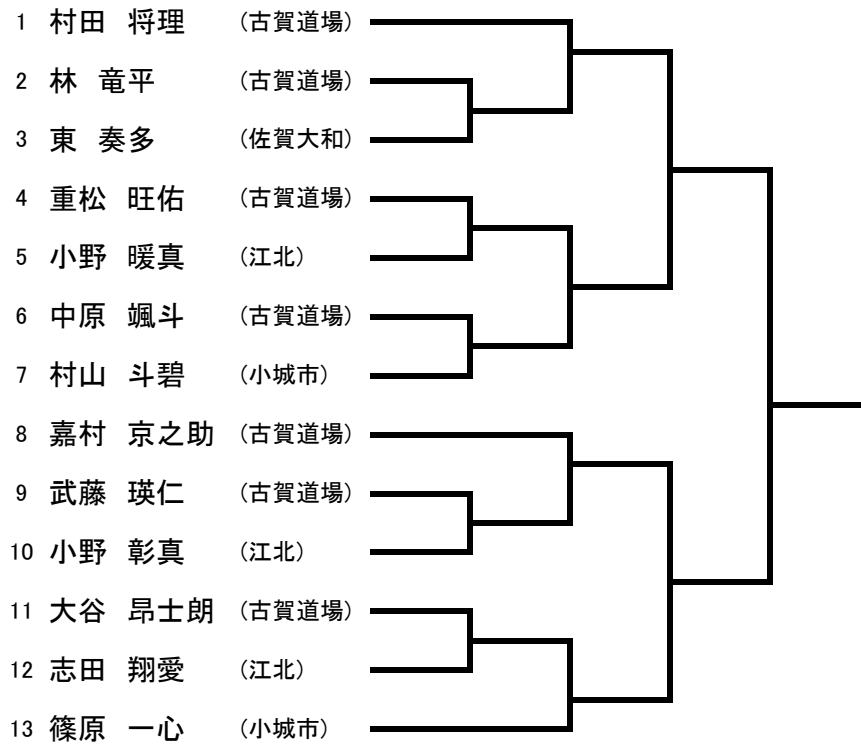 1 村田 将理 (古賀道場)
2 林 竜平 (古賀道場)
3 東 奏多 (佐賀大和)
4 重松 旺佑 (古賀道場)
5 小野 暖真 (江北)
6 中原 颯斗 (古賀道場)
7 村山 斗碧 (小城市)
8 嘉村 京之助 (古賀道場)
9 武藤 瑛仁 (古賀道場)
10 小野 彰真 (江北)
11 大谷 昂士朗 (古賀道場)
12 志田 翔愛 (江北)
13 篠原 一心 (小城市)